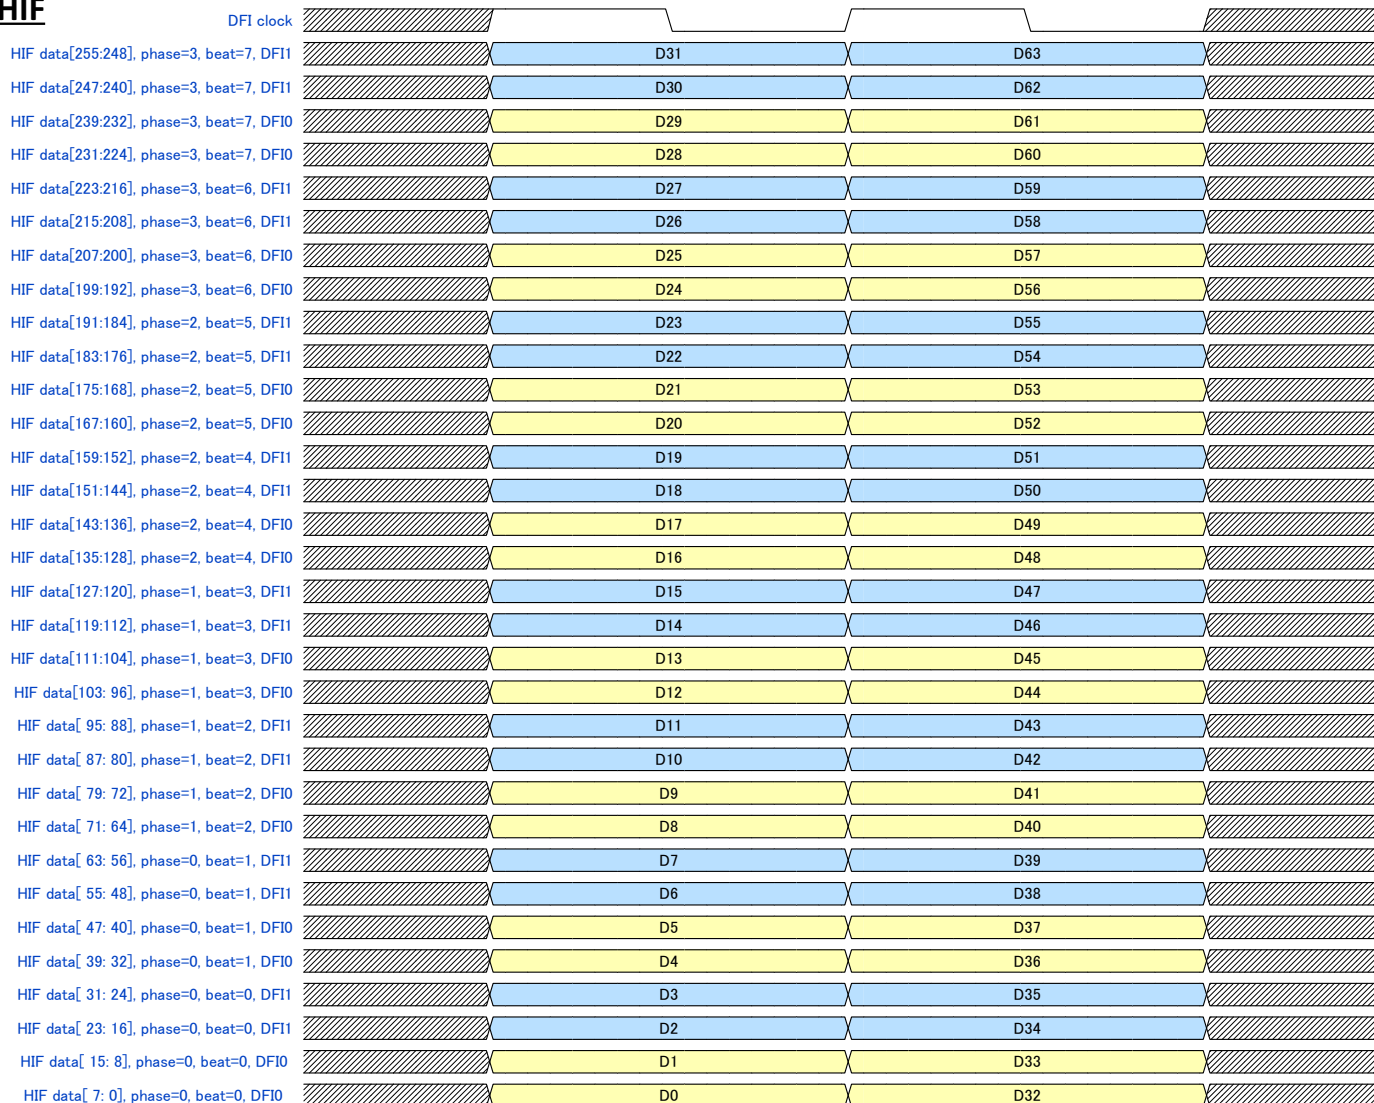 HIF
DFI clock
HIF data[255:248], phase=3, beat=7, DFI1 D31 D63
HIF data[247:240], phase=3, beat=7, DFI1 D30 D62
HIF data[239:232], phase=3, beat=7, DFI0 D29 D61
HIF data[231:224], phase=3, beat=7, DFI0 D28 D60
HIF data[223:216], phase=3, beat=6, DFI1 D27 D59
HIF data[215:208], phase=3, beat=6, DFI1 D26 D58
HIF data[207:200], phase=3, beat=6, DFI0 D25 D57
HIF data[199:192], phase=3, beat=6, DFI0 D24 D56
HIF data[191:184], phase=2, beat=5, DFI1 D23 D55
HIF data[183:176], phase=2, beat=5, DFI1 D22 D54
HIF data[175:168], phase=2, beat=5, DFI0 D21 D53
HIF data[167:160], phase=2, beat=5, DFI0 D20 D52
HIF data[159:152], phase=2, beat=4, DFI1 D19 D51
HIF data[151:144], phase=2, beat=4, DFI1 D18 D50
HIF data[143:136], phase=2, beat=4, DFI0 D17 D49
HIF data[135:128], phase=2, beat=4, DFI0 D16 D48
HIF data[127:120], phase=1, beat=3, DFI1 D15 D47
HIF data[119:112], phase=1, beat=3, DFI1 D14 D46
HIF data[111:104], phase=1, beat=3, DFI0 D13 D45
HIF data[103: 96], phase=1, beat=3, DFI0 D12 D44
HIF data[ 95: 88], phase=1, beat=2, DFI1 D11 D43
HIF data[ 87: 80], phase=1, beat=2, DFI1 D10 D42
HIF data[ 79: 72], phase=1, beat=2, DFI0 D9 D41
HIF data[ 71: 64], phase=1, beat=2, DFI0 D8 D40
HIF data[ 63: 56], phase=0, beat=1, DFI1 D7 D39
HIF data[ 55: 48], phase=0, beat=1, DFI1 D6 D38
HIF data[ 47: 40], phase=0, beat=1, DFI0 D5 D37
HIF data[ 39: 32], phase=0, beat=1, DFI0 D4 D36
HIF data[ 31: 24], phase=0, beat=0, DFI1 D3 D35
HIF data[ 23: 16], phase=0, beat=0, DFI1 D2 D34
HIF data[ 15: 8], phase=0, beat=0, DFI0 D1 D33
HIF data[ 7: 0], phase=0, beat=0, DFI0 D0 D32